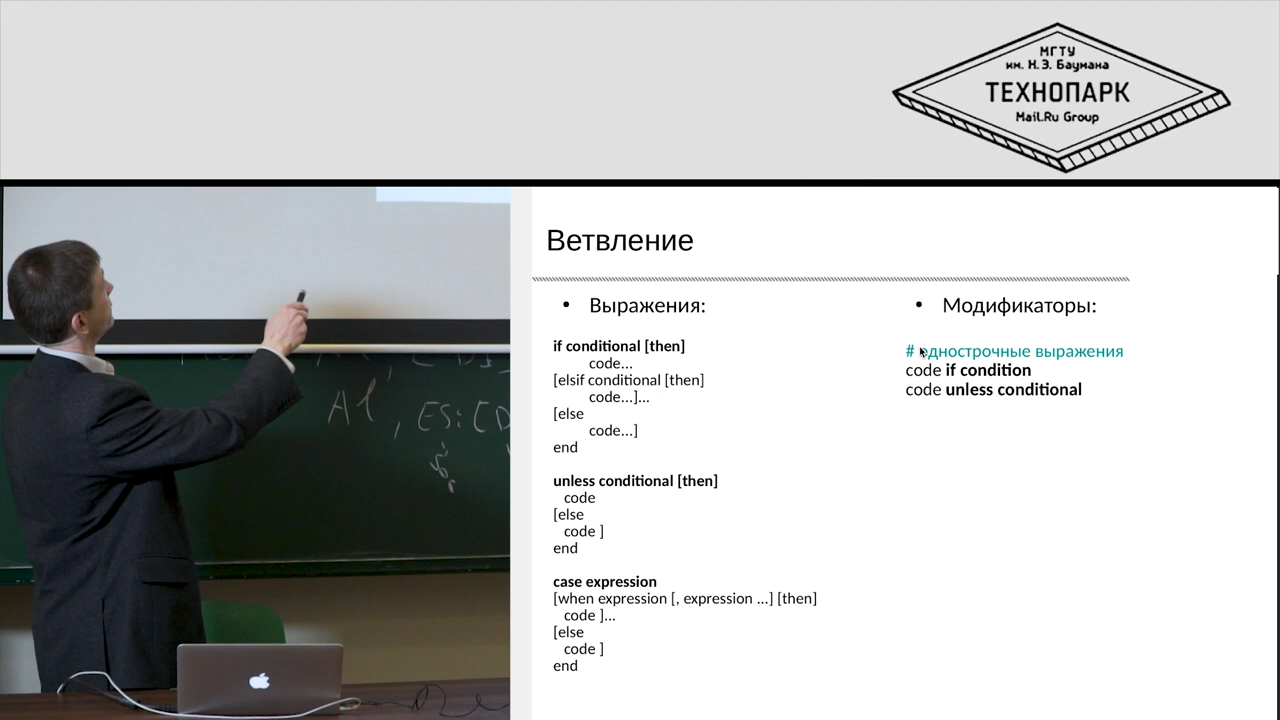 МГТУ
им. Н.Э. Баумана
ТЕХНОПАРК
Mail.Ru Group
Ветвление
• Выражения:
if conditional [then]
code...
[elsif conditional [then]
code...]...
[else
code...]
end
unless conditional [then]
code
[else
code ]
end
case expression
[when expression [, expression ...] [then]
code ]...
[else
code ]
end
• Модификаторы:
# однострочные выражения
code if condition
code unless conditional
Al, ES:[D